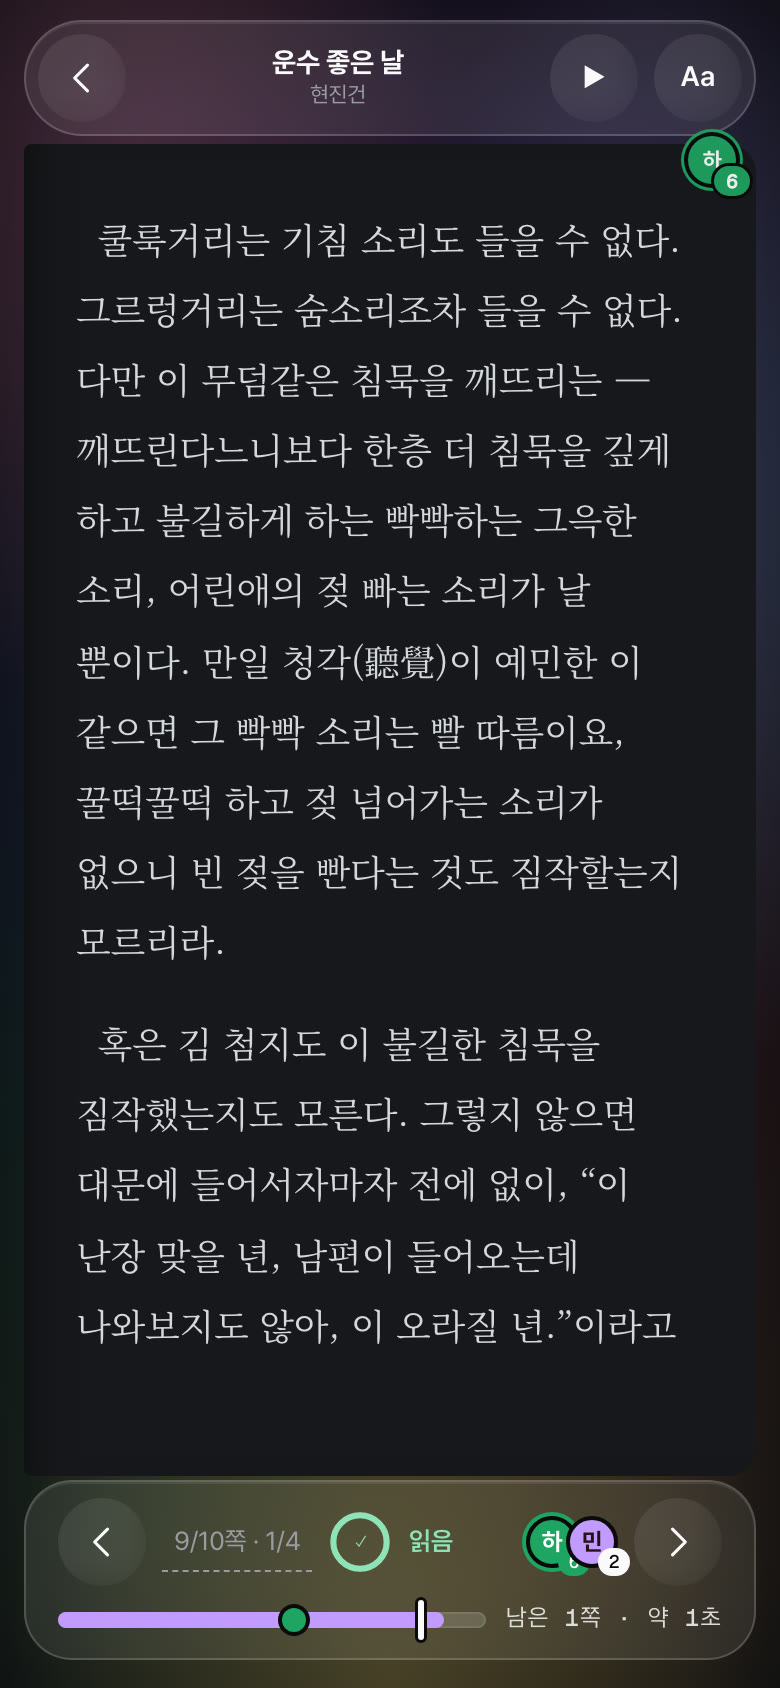 운수 좋은 날
현진건
Aa
하
6
쿨룩거리는 기침 소리도 들을 수 없다.
그르렁거리는 숨소리조차 들을 수 없다.
다만 이 무덤같은 침묵을 깨뜨리는 —
깨뜨린다느니보다 한층 더 침묵을 깊게
하고 불길하게 하는 빡빡하는 그윽한
소리, 어린애의 젖 빠는 소리가 날
뿐이다. 만일 청각(聽覺)이 예민한 이
같으면 그 빡빡 소리는 빨 따름이요,
꿀떡꿀떡 하고 젖 넘어가는 소리가
없으니 빈 젖을 빤다는 것도 짐작할는지
모르리라.
혹은 김 첨지도 이 불길한 침묵을
짐작했는지도 모른다. 그렇지 않으면
대문에 들어서자마자 전에 없이, “이
난장 맞을 년, 남편이 들어오는데
나와보지도 않아, 이 오라질 년.”이라고
9/10쪽 · 1/4 ✓ 읽음 하 6 민 2
남은 1쪽 · 약 1초